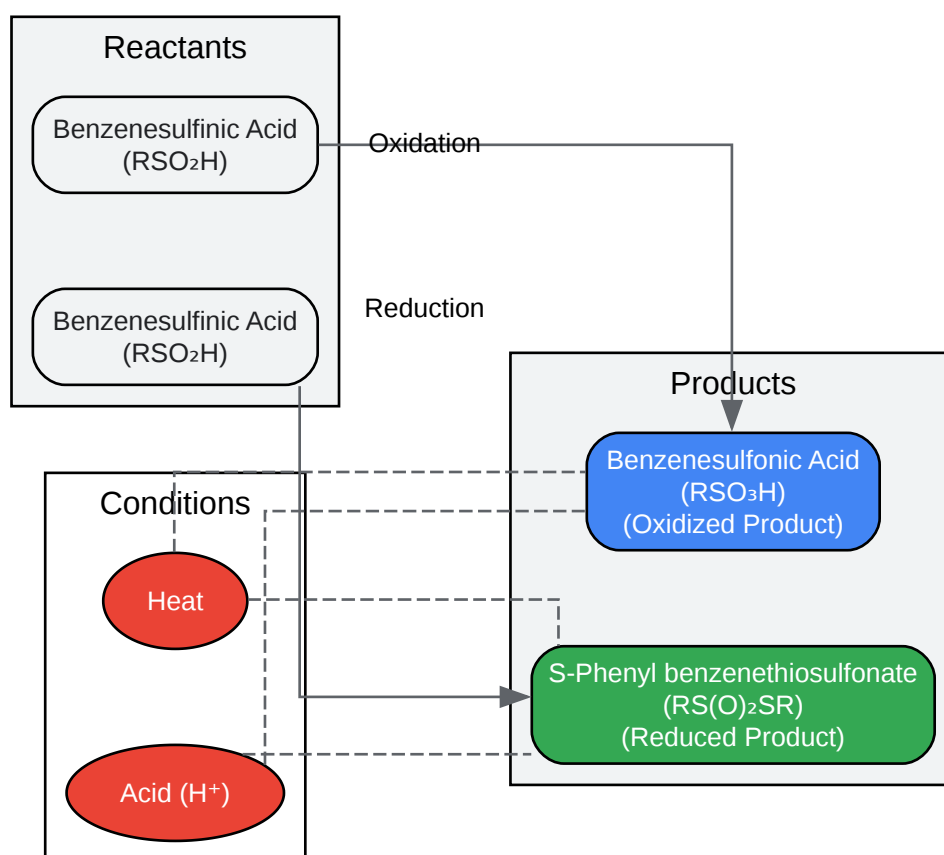 Reactants
Benzenesulfinic Acid
(RSO₂H)
Oxidation
Benzenesulfinic Acid
(RSO₂H)
Reduction
Products
Benzenesulfonic Acid
(RSO₃H)
(Oxidized Product)
Conditions
Heat
S-Phenyl benzenethiosulfonate
(RS(O)₂SR)
(Reduced Product)
Acid (H⁺)